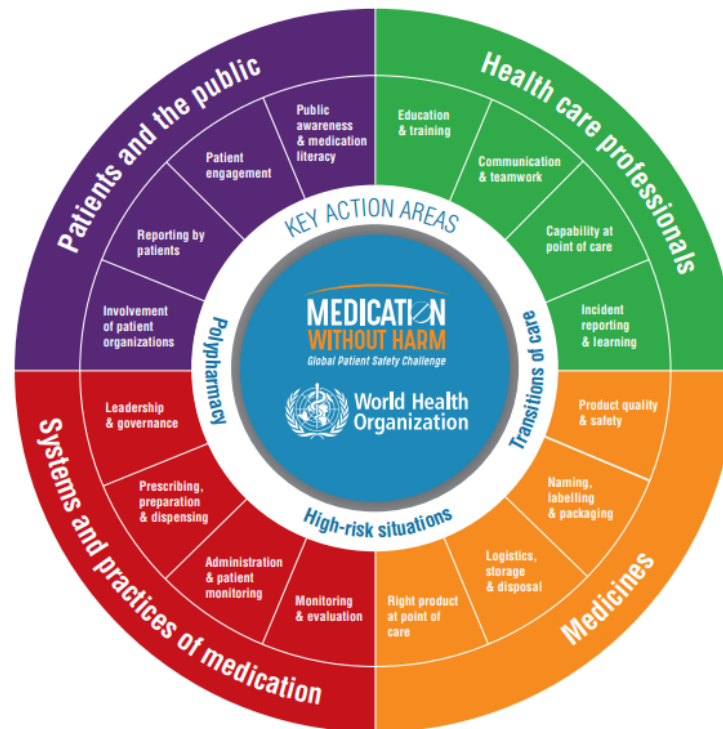 Patients and the public
Public
awareness
& medication
literacy
Patient
engagement
Reporting by
patients
Involvement
of patient
organizations
Health care professionals
Education
& training
Communication
& teamwork
Capability at
point of care
Incident
reporting
& learning
KEY ACTION AREAS
Polypharmacy
Transitions of care
High-risk situations
MEDICATION
WITHOUT HARM
Global Patient Safety Challenge
World Health
Organization
Systems and practices of medication
Leadership
& governance
Prescribing,
preparation
& dispensing
Administration
& patient
monitoring
Monitoring
& evaluation
Medicines
Product quality
& safety
Naming,
labelling
& packaging
Logistics,
storage
& disposal
Right product
at point of
care